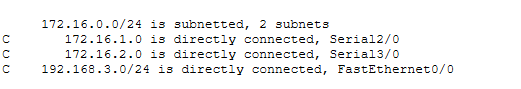 172.16.0.0/24 is subnetted, 2 subnets
C       172.16.1.0 is directly connected, Serial2/0
C       172.16.2.0 is directly connected, Serial3/0
C    192.168.3.0/24 is directly connected, FastEthernet0/0